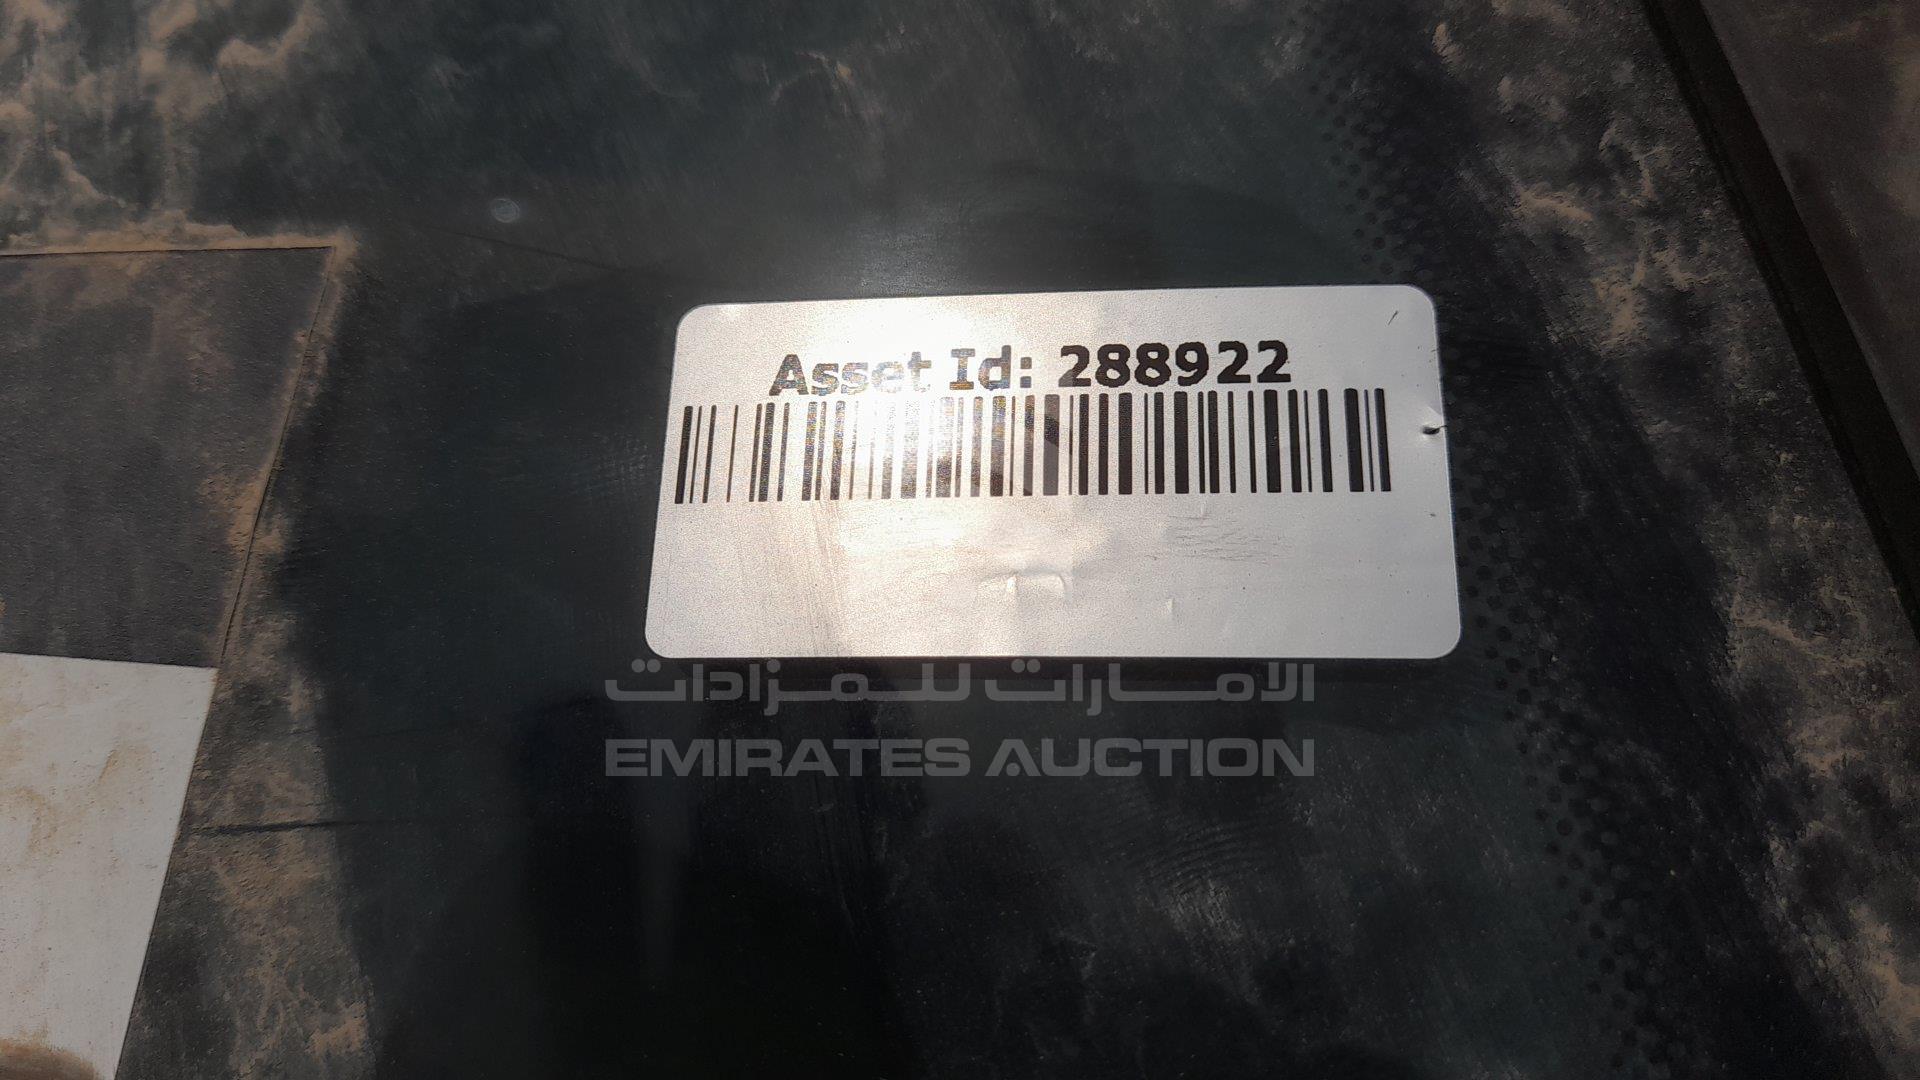 Asset Id: 288922
الامارات للمزادات
EMIRATES AUCTION